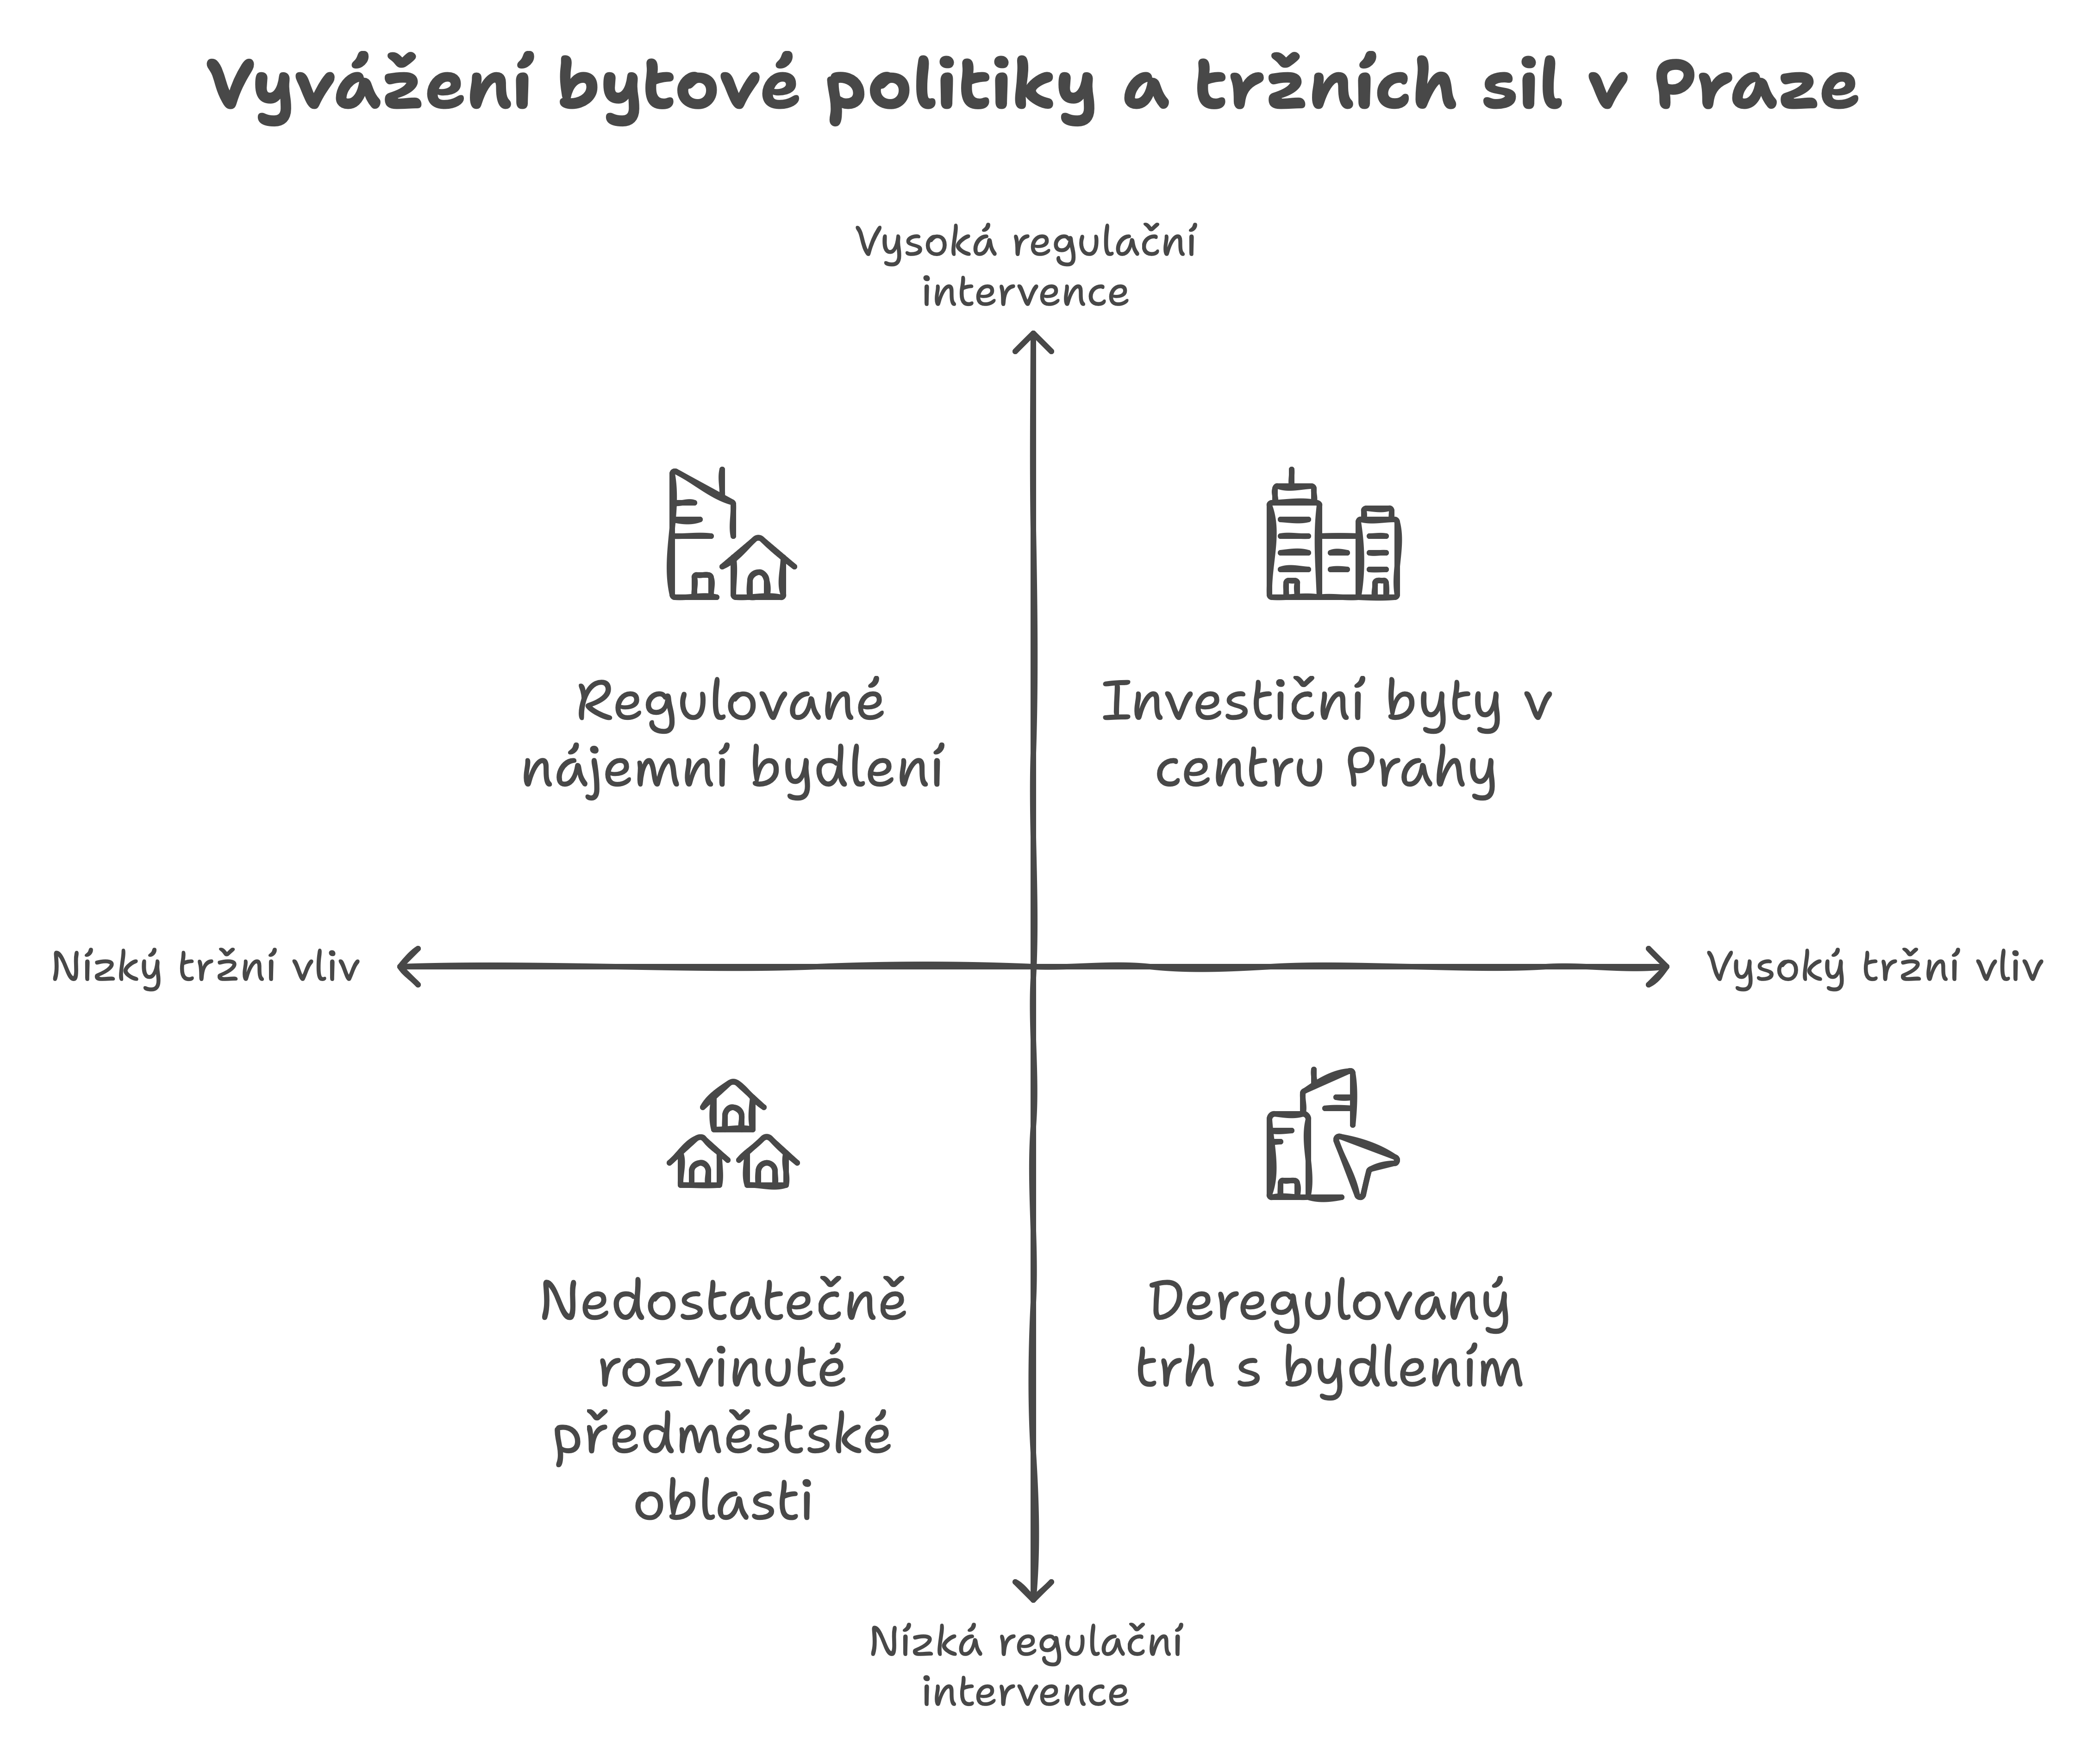 Vyvážení bytové politiky a tržních sil v Praze
Vysoká regulační
intervence
Regulované
nájemní bydlení
Investiční byty v
centru Prahy
Nízký tržní vliv
Vysoký tržní vliv
Nedostatečně
rozvinuté
předměstské
oblasti
Deregulovaný
trh s bydlením
Nízká regulační
intervence